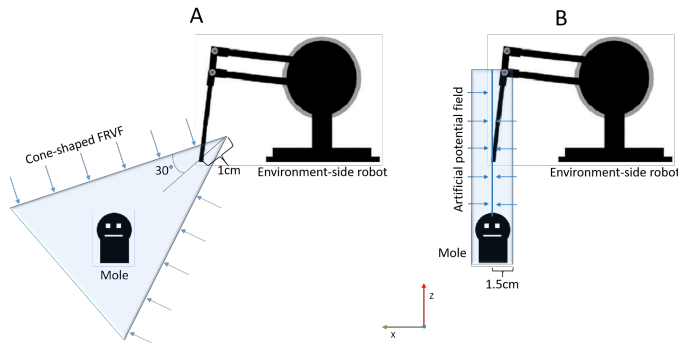 A
Cone-shaped FRVF
30°
1cm
Environment-side robot
Mole
B
Artificial potential field
Environment-side robot
Mole
1.5cm
Z
X